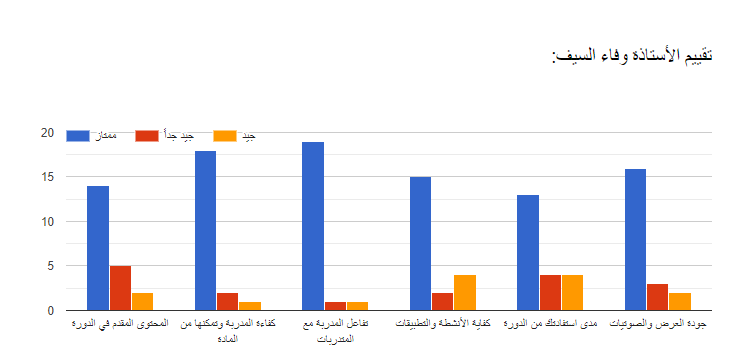 تقييم الأستاذة وفاء السيف:
ممتاز
جيد جداً
جيد
20
15
10
5
0
المحتوى المقدم في الدورة
كفاءة المدربة وتمكنها من
المادة
تفاعل المدربة مع
المتدربات
كفاية الأنشطة والتطبيقات
مدى استفادتك من الدورة
جودة العرض والصوتيات